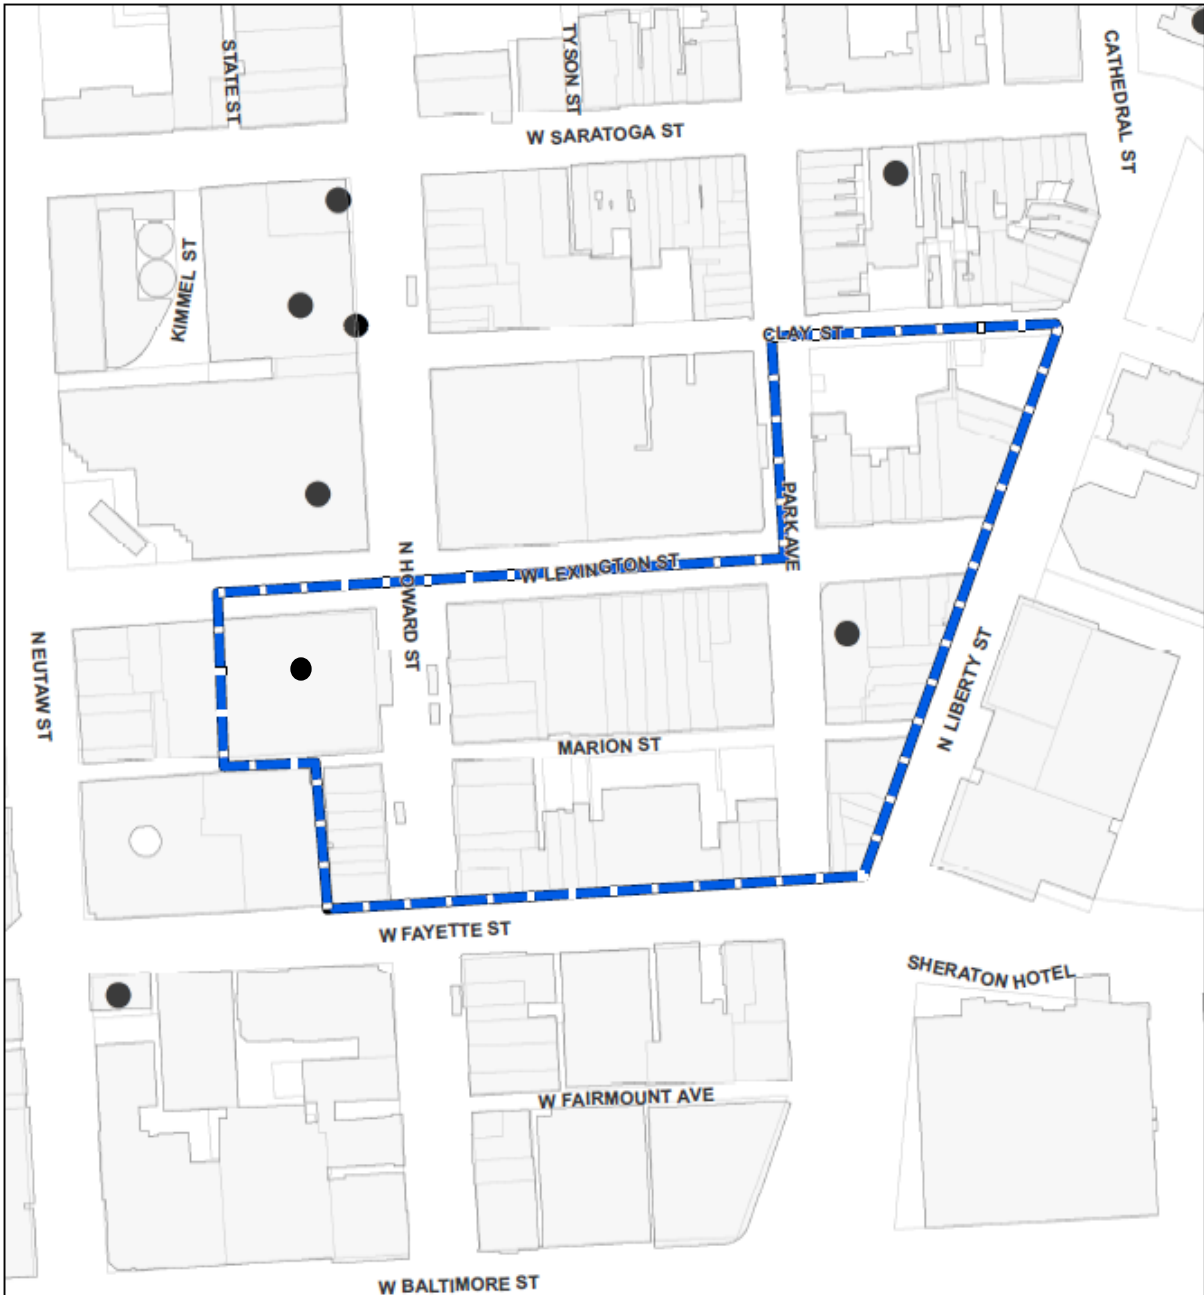 STATE ST
TYSON ST
CATHEDRAL ST
W SARATOGA ST
KIMMEL ST
CLAY ST
PARK AVE
N HOWARD ST
W LEXINGTON ST
N EUTAW ST
N LIBERTY ST
MARION ST
W FAYETTE ST
SHERATON HOTEL
W FAIRMOUNT AVE
W BALTIMORE ST